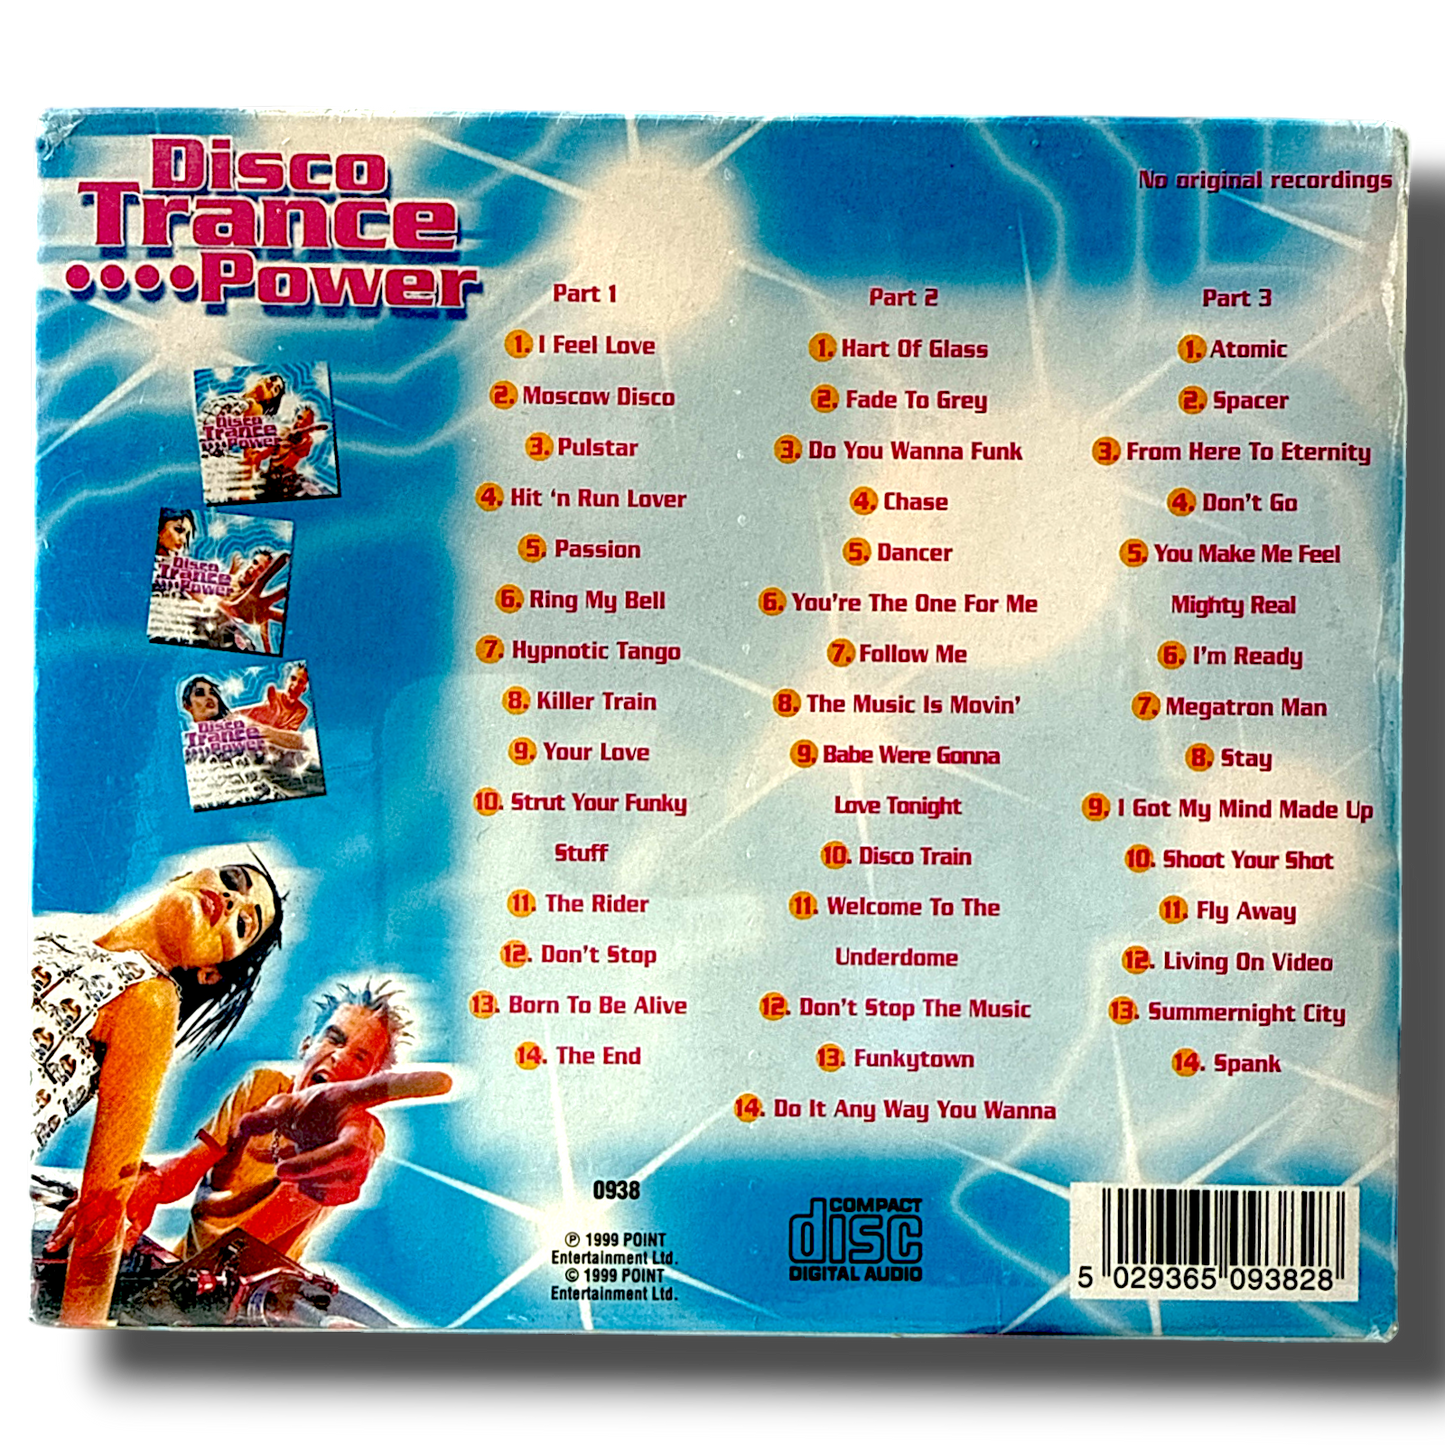 Disco
Trance
....Power
No original recordings
Part 1
1. I Feel Love
2. Moscow Disco
3. Pulstar
4. Hit 'n Run Lover
5. Passion
6. Ring My Bell
7. Hypnotic Tango
8. Killer Train
9. Your Love
10. Strut Your Funky
Stuff
11. The Rider
12. Don't Stop
13. Born To Be Alive
14. The End
Part 2
1. Hart Of Glass
2. Fade To Grey
3. Do You Wanna Funk
4. Chase
5. Dancer
6. You're The One For Me
7. Follow Me
8. The Music Is Movin'
9. Babe Were Gonna
Love Tonight
10. Disco Train
11. Welcome To The
Underdome
12. Don't Stop The Music
13. Funkytown
14. Do It Any Way You Wanna
Part 3
1. Atomic
2. Spacer
3. From Here To Eternity
4. Don't Go
5. You Make Me Feel
Mighty Real
6. I'm Ready
7. Megatron Man
8. Stay
9. I Got My Mind Made Up
10. Shoot Your Shot
11. Fly Away
12. Living On Video
13. Summernight City
14. Spank
Disco
Trance
....Power
Disco
Trance
....Power
Disco
Trance
....Power
0938
℗ 1999 POINT
Entertainment Ltd.
© 1999 POINT
Entertainment Ltd.
COMPACT
disc
DIGITAL AUDIO
5 029365 093828